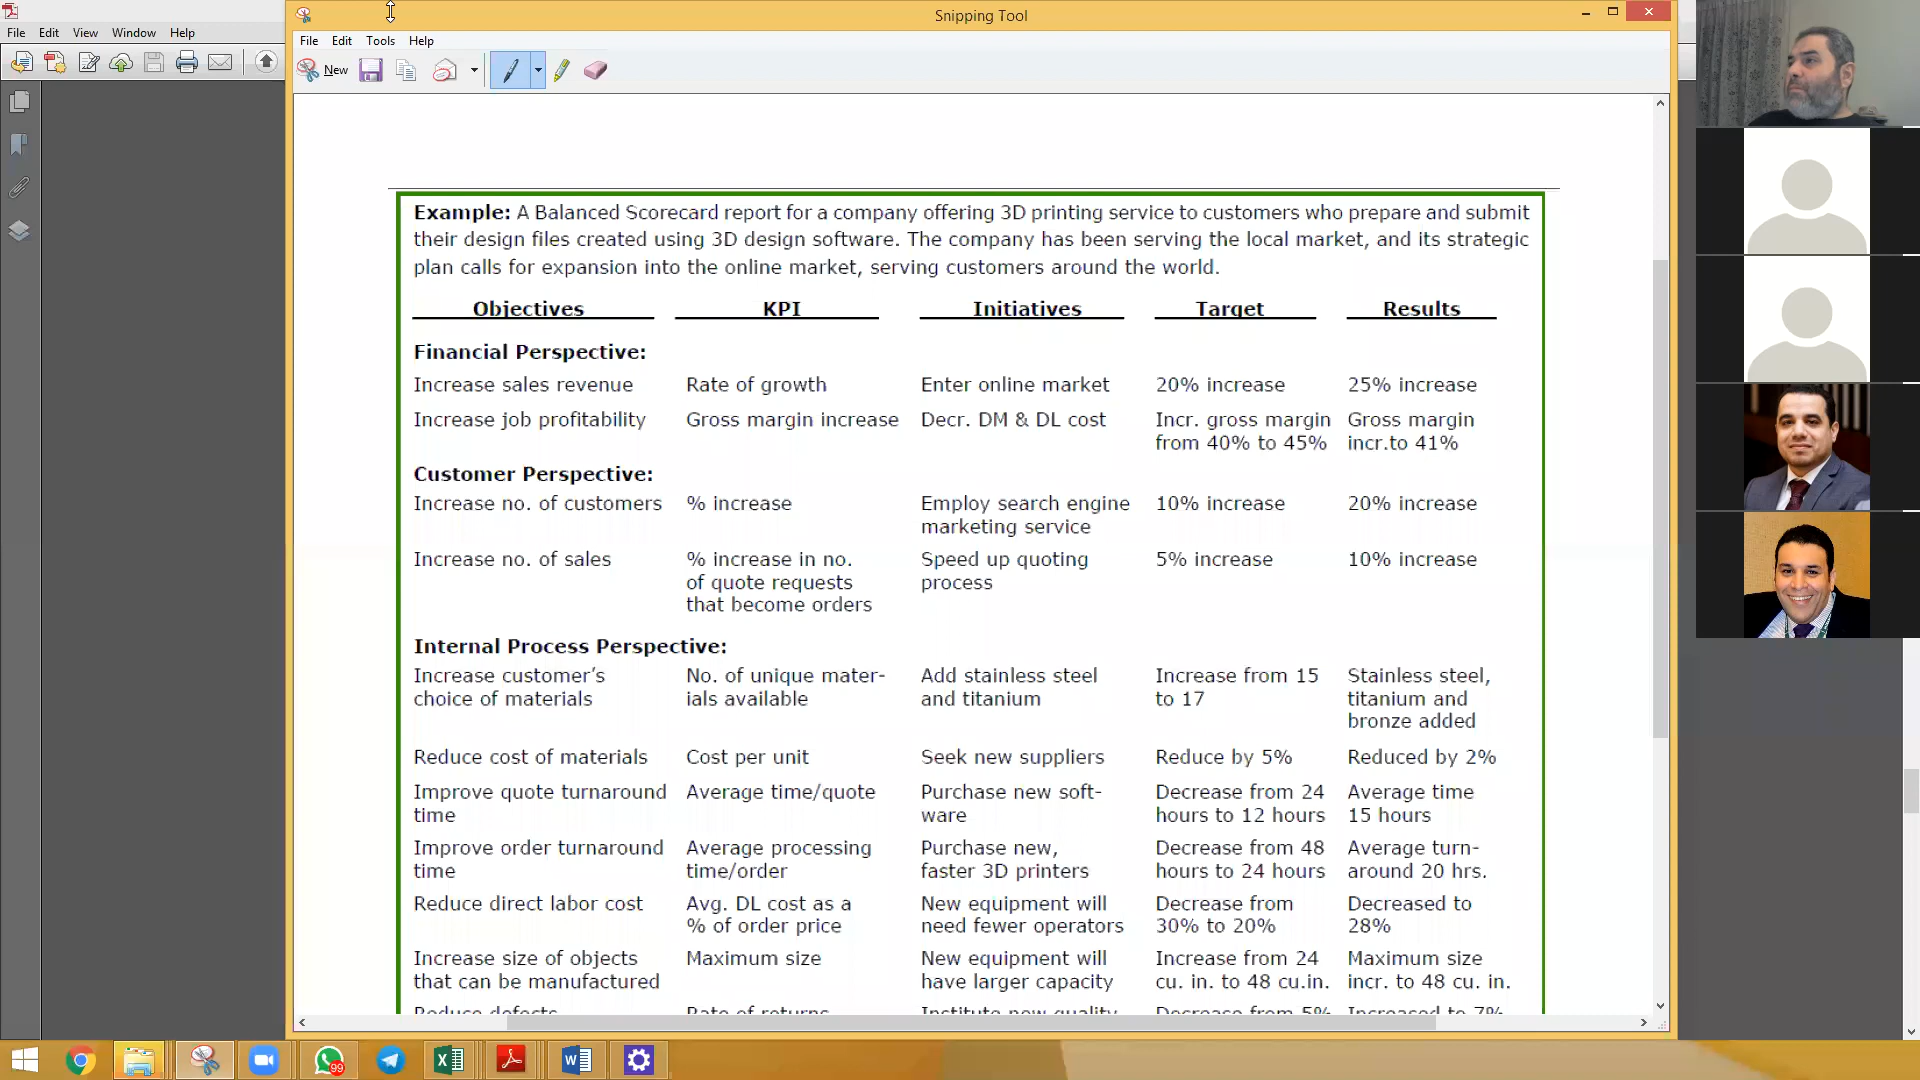 Snipping Tool
File Edit View Window Help
File Edit Tools Help
New
Example: A Balanced Scorecard report for a company offering 3D printing service to customers who prepare and submit
their design files created using 3D design software. The company has been serving the local market, and its strategic
plan calls for expansion into the online market, serving customers around the world.
Objectives KPI Initiatives Target Results
Financial Perspective:
Increase sales revenue Rate of growth Enter online market 20% increase 25% increase
Increase job profitability Gross margin increase Decr. DM & DL cost Incr. gross margin Gross margin
from 40% to 45% incr.to 41%
Customer Perspective:
Increase no. of customers % increase Employ search engine 10% increase 20% increase
marketing service
Increase no. of sales % increase in no. Speed up quoting 5% increase 10% increase
of quote requests process
that become orders
Internal Process Perspective:
Increase customer's No. of unique mater- Add stainless steel Increase from 15 Stainless steel,
choice of materials ials available and titanium to 17 titanium and
bronze added
Reduce cost of materials Cost per unit Seek new suppliers Reduce by 5% Reduced by 2%
Improve quote turnaround Average time/quote Purchase new soft- Decrease from 24 Average time
time ware hours to 12 hours 15 hours
Improve order turnaround Average processing Purchase new, Decrease from 48 Average turn-
time time/order faster 3D printers hours to 24 hours around 20 hrs.
Reduce direct labor cost Avg. DL cost as a New equipment will Decrease from Decreased to
% of order price need fewer operators 30% to 20% 28%
Increase size of objects Maximum size New equipment will Increase from 24 Maximum size
that can be manufactured have larger capacity cu. in. to 48 cu.in. incr. to 48 cu. in.
Reduce defects Rate of returns Institute new quality Decrease from 5% Increased to 7%
99